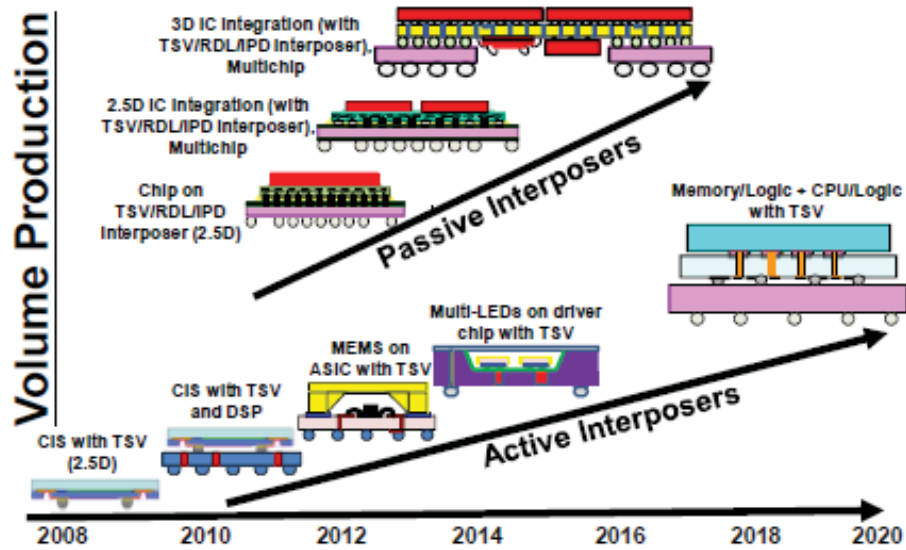 Volume Production
3D IC Integration (with
TSV/RDL/IPD Interposer),
Multichip
2.5D IC Integration (with
TSV/RDL/IPD Interposer),
Multichip
Chip on
TSV/RDL/IPD
Interposer (2.5D)
Passive Interposers
Memory/Logic + CPU/Logic
with TSV
Multi-LEDs on driver
chip with TSV
MEMS on
ASIC with TSV
CIS with TSV
and DSP
CIS with TSV
(2.5D)
Active Interposers
2008
2010
2012
2014
2016
2018
2020